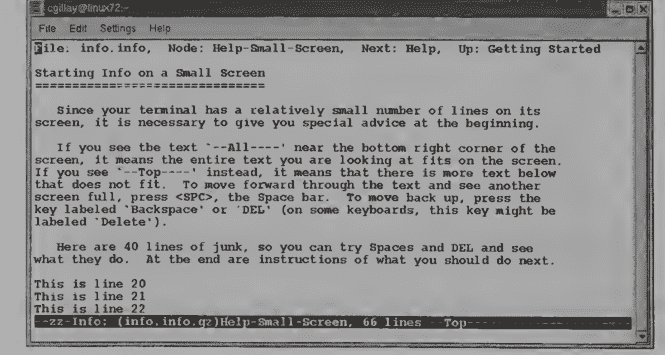 cgillay@linux72:~
File Edit Settings Help
File: info.info, Node: Help-Small-Screen, Next: Help, Up: Getting Started
Starting Info on a Small Screen
===============================
Since your terminal has a relatively small number of lines on its
screen, it is necessary to give you special advice at the beginning.
If you see the text `--All----' near the bottom right corner of the
screen, it means the entire text you are looking at fits on the screen.
If you see `--Top----' instead, it means that there is more text below
that does not fit. To move forward through the text and see another
screen full, press <SPC>, the Space bar. To move back up, press the
key labeled `Backspace' or `DEL' (on some keyboards, this key might be
labeled `Delete').
Here are 40 lines of junk, so you can try Spaces and DEL and see
what they do. At the end are instructions of what you should do next.
This is line 20
This is line 21
This is line 22
--zz-Info: (info.info.gz)Help-Small-Screen, 66 lines --Top---